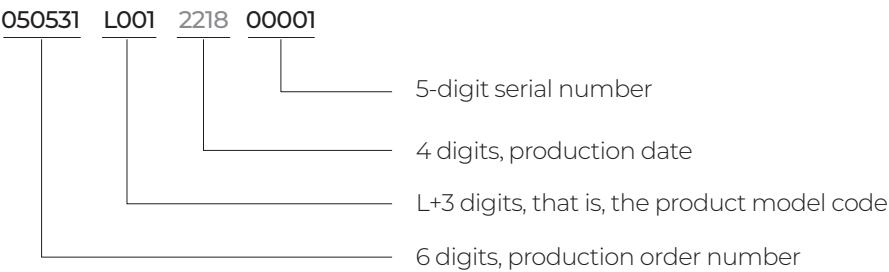 050531 L001 2218 00001
5-digit serial number
4 digits, production date
L+3 digits, that is, the product model code
6 digits, production order number